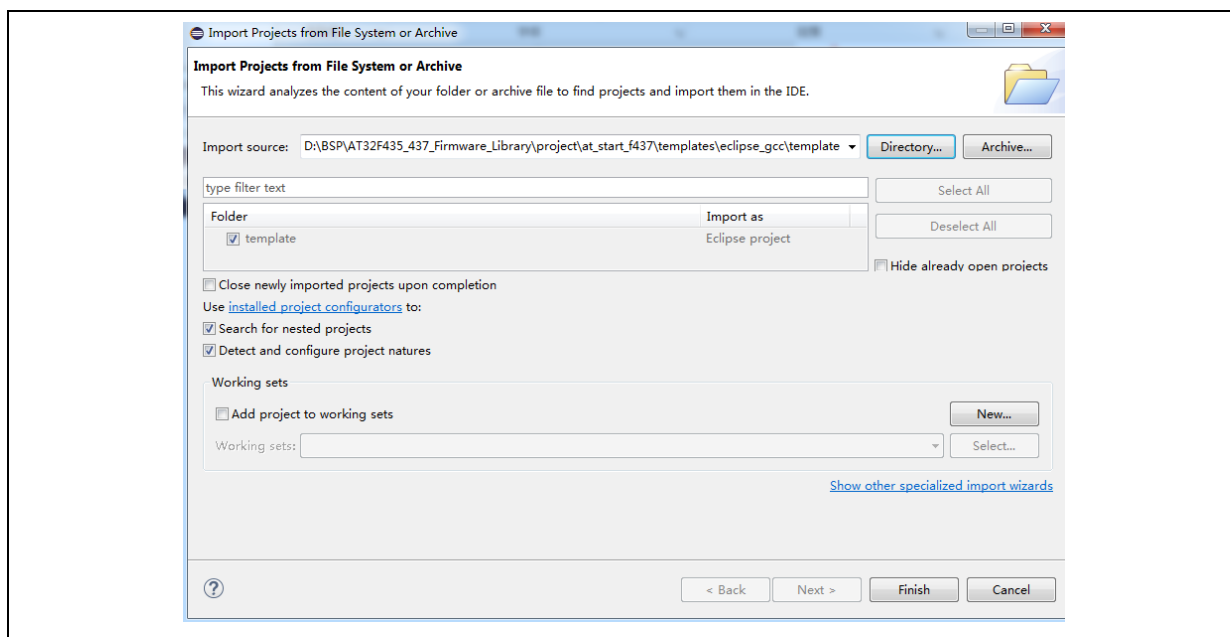 Import Projects from File System or Archive
Import Projects from File System or Archive
This wizard analyzes the content of your folder or archive file to find projects and import them in the IDE.
Import source: D:\BSP\AT32F435_437_Firmware_Library\project\at_start_f437\templates\eclipse_gcc\template Directory... Archive...
type filter text Select All
Folder Import as
Deselect All
template Eclipse project
Hide already open projects
Close newly imported projects upon completion
Use installed project configurators to:
Search for nested projects
Detect and configure project natures
Working sets
Add project to working sets New...
Working sets: Select...
Show other specialized import wizards
? < Back Next > Finish Cancel